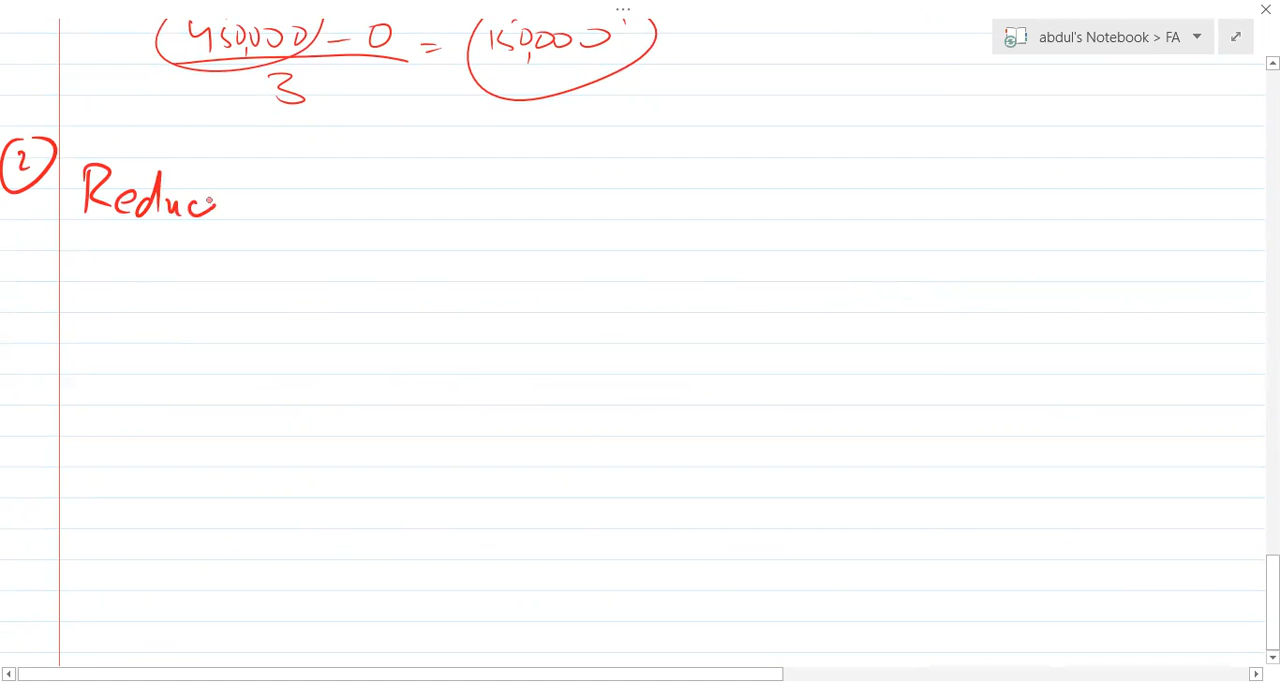 abdul's Notebook > FA
(450,000) - 0 = (150,000)
3
2
Reduc